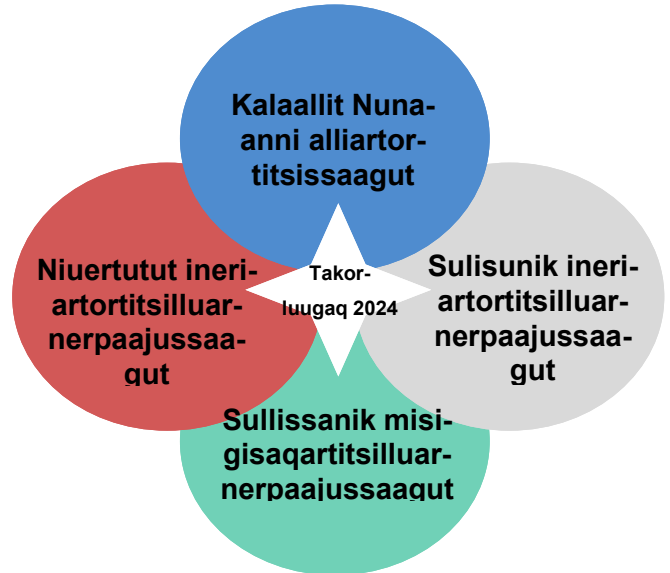 Kalaallit Nuna-
anni alliartor-
titsissaagut
Niuertutut ineri-
artortitsilluar-
nerpaajussaa-
gut
Takor-
luugaq 2024
Sulisunik ineri-
artortitsilluar-
nerpaajussaa-
gut
Sullissanik misi-
gisaqartitsilluar-
nerpaajussaagut